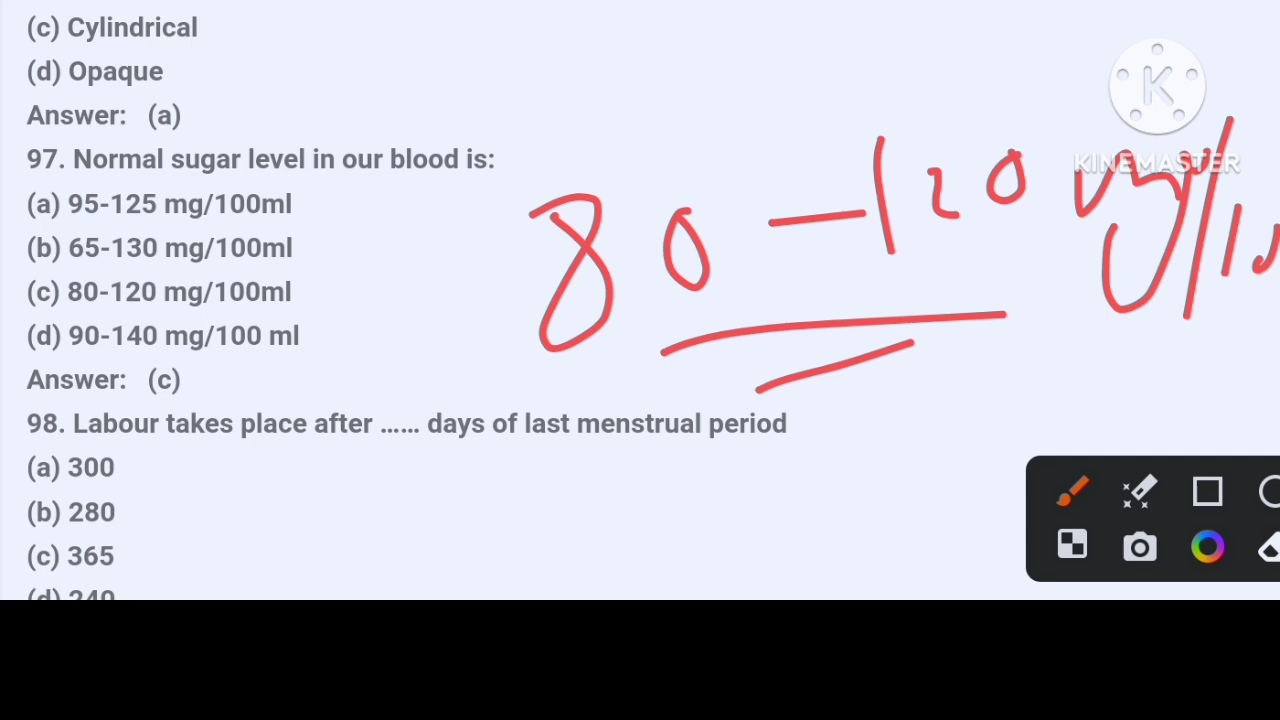 (c) Cylindrical
(d) Opaque
Answer: (a)
97. Normal sugar level in our blood is:
(a) 95-125 mg/100ml
(b) 65-130 mg/100ml
(c) 80-120 mg/100ml
(d) 90-140 mg/100 ml
Answer: (c)
98. Labour takes place after …… days of last menstrual period
(a) 300
(b) 280
(c) 365
(d) 240
K
KINEMASTER
80-120 mg/